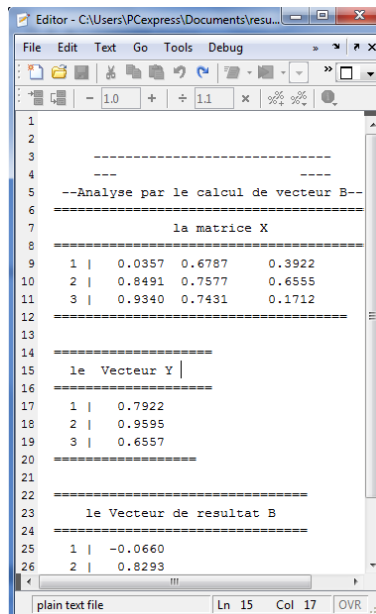 Editor - C:\Users\PCexpress\Documents\resu...
File Edit Text Go Tools Debug
1.0 1.1
1
2
3 ------------------------------
4 --- ----
5 --Analyse par le calcul de vecteur B--
6 =======================================
7 la matrice X
8 =======================================
9 1 | 0.0357 0.6787 0.3922
10 2 | 0.8491 0.7577 0.6555
11 3 | 0.9340 0.7431 0.1712
12 =====================================
13
14 ====================
15 le Vecteur Y
16 ====================
17 1 | 0.7922
18 2 | 0.9595
19 3 | 0.6557
20 ==================
21
22 ================================
23 le Vecteur de resultat B
24 ================================
25 1 | -0.0660
26 2 | 0.8293
plain text file Ln 15 Col 17 OVR